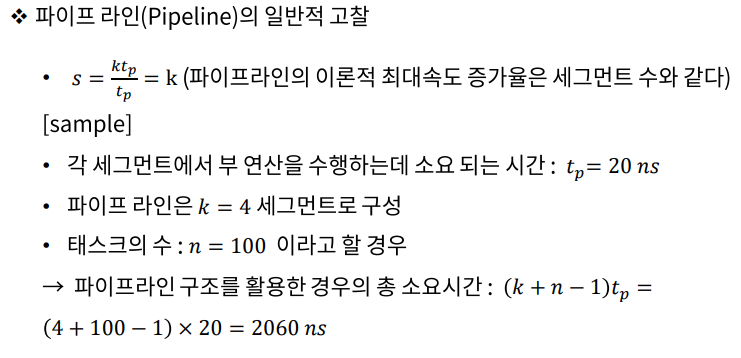 ❖ 파이프 라인(Pipeline)의 일반적 고찰
• s = kt_p/t_p = k (파이프라인의 이론적 최대속도 증가율은 세그먼트 수와 같다)
[sample]
• 각 세그먼트에서 부 연산을 수행하는데 소요 되는 시간 : t_p = 20 ns
• 파이프 라인은 k = 4 세그먼트로 구성
• 태스크의 수 : n = 100 이라고 할 경우
→ 파이프라인 구조를 활용한 경우의 총 소요시간 : (k + n − 1)t_p =
(4 + 100 − 1) × 20 = 2060 ns